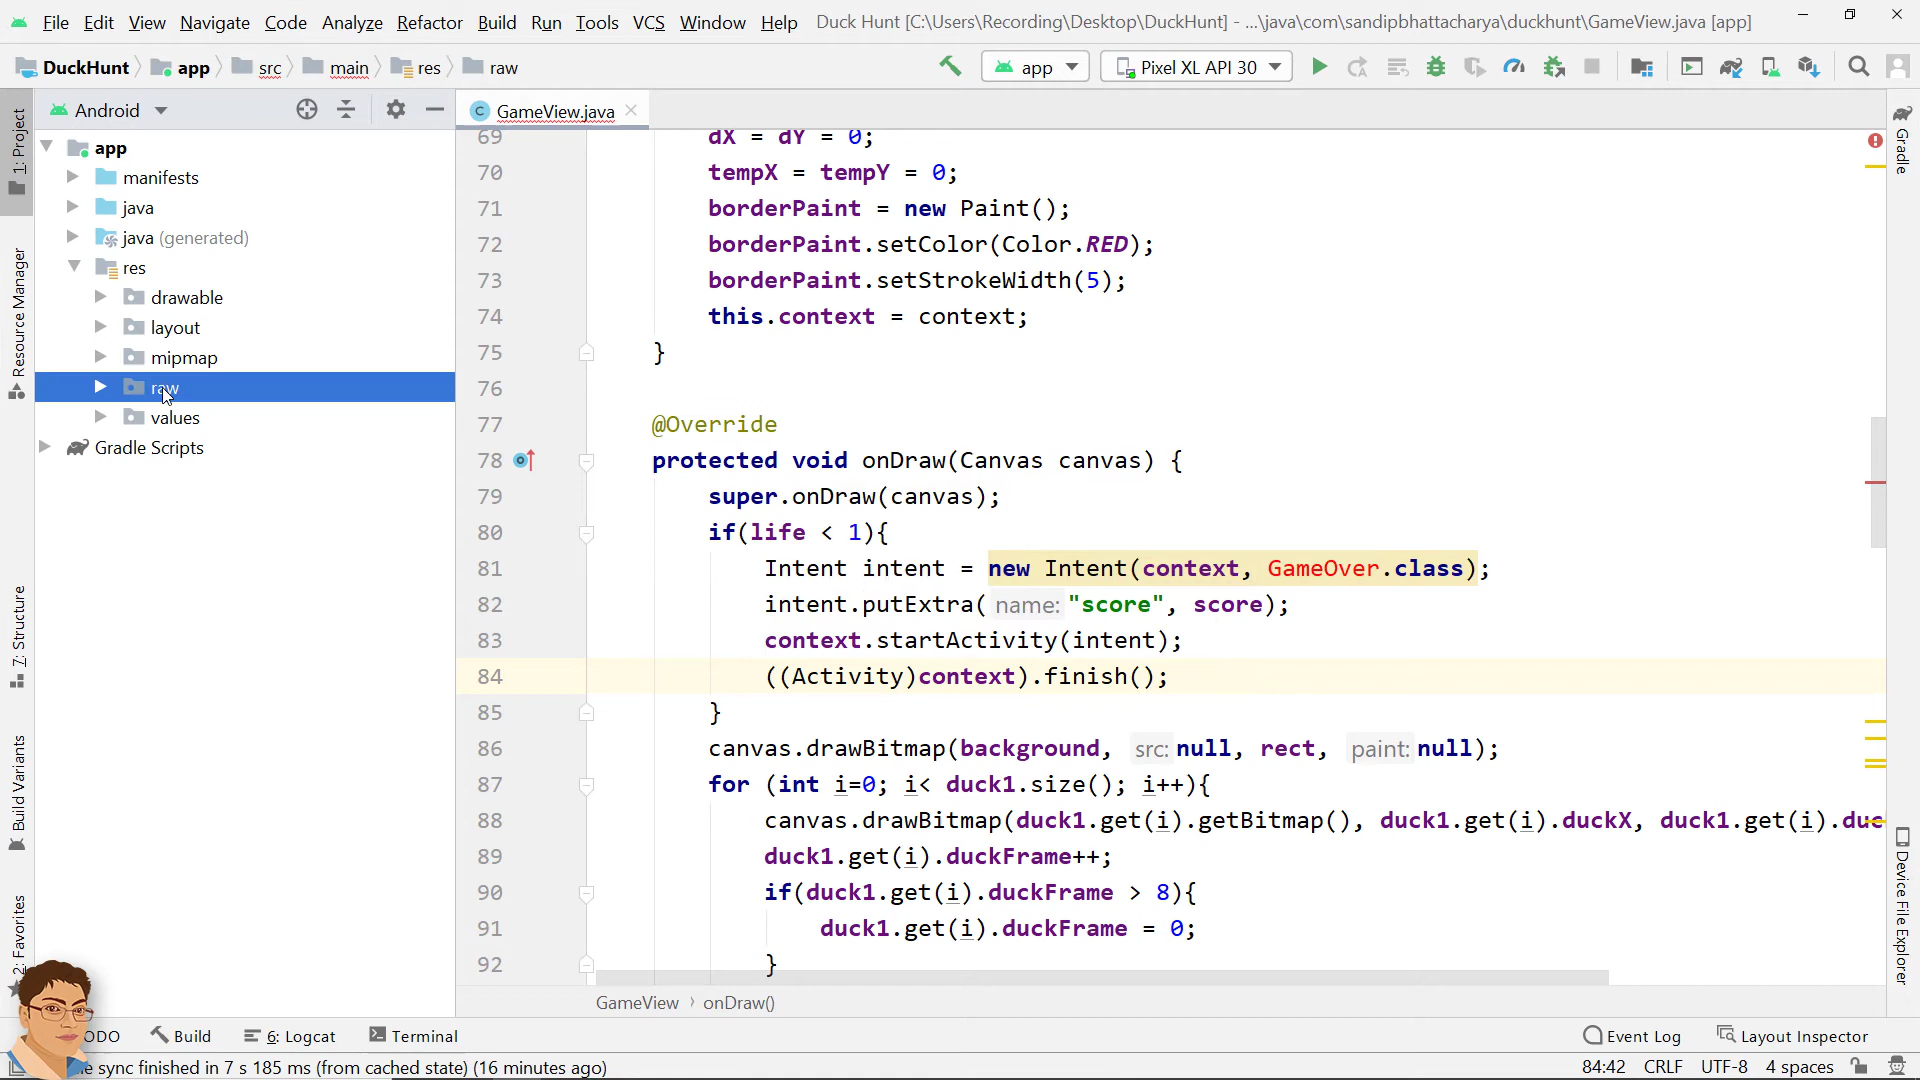 File Edit View Navigate Code Analyze Refactor Build Run Tools VCS Window Help Duck Hunt [C:\Users\Recording\Desktop\DuckHunt] - ...\java\com\sandipbhattacharya\duckhunt\GameView.java [app]
DuckHunt app src main res raw app Pixel XL API 30
Android GameView.java
1: Project
Resource Manager
7: Structure
Build Variants
2: Favorites
app
manifests
java
java (generated)
res
drawable
layout
mipmap
raw
values
Gradle Scripts
69 dX = dY = 0;
70 tempX = tempY = 0;
71 borderPaint = new Paint();
72 borderPaint.setColor(Color.RED);
73 borderPaint.setStrokeWidth(5);
74 this.context = context;
75 }
76
77 @Override
78 protected void onDraw(Canvas canvas) {
79 super.onDraw(canvas);
80 if(life < 1){
81 Intent intent = new Intent(context, GameOver.class);
82 intent.putExtra( name: "score", score);
83 context.startActivity(intent);
84 ((Activity)context).finish();
85 }
86 canvas.drawBitmap(background, src: null, rect, paint: null);
87 for (int i=0; i< duck1.size(); i++){
88 canvas.drawBitmap(duck1.get(i).getBitmap(), duck1.get(i).duckX, duck1.get(i).duc
89 duck1.get(i).duckFrame++;
90 if(duck1.get(i).duckFrame > 8){
91 duck1.get(i).duckFrame = 0;
92 }
Gradle
Device File Explorer
GameView onDraw()
ODO Build 6: Logcat Terminal Event Log Layout Inspector
sync finished in 7 s 185 ms (from cached state) (16 minutes ago) 84:42 CRLF UTF-8 4 spaces